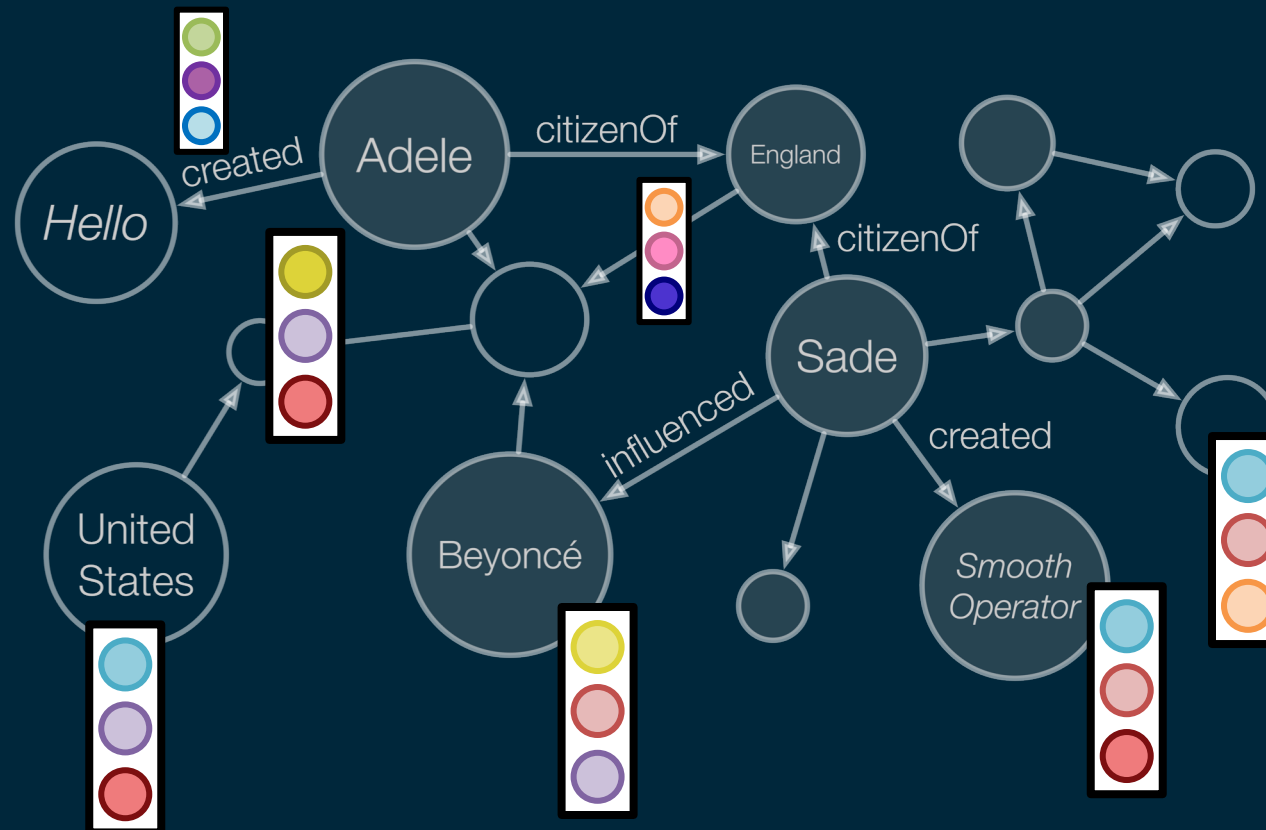 Adele
citizenOf
England
created
Hello
citizenOf
Sade
influenced
created
United
States
Beyoncé
Smooth
Operator